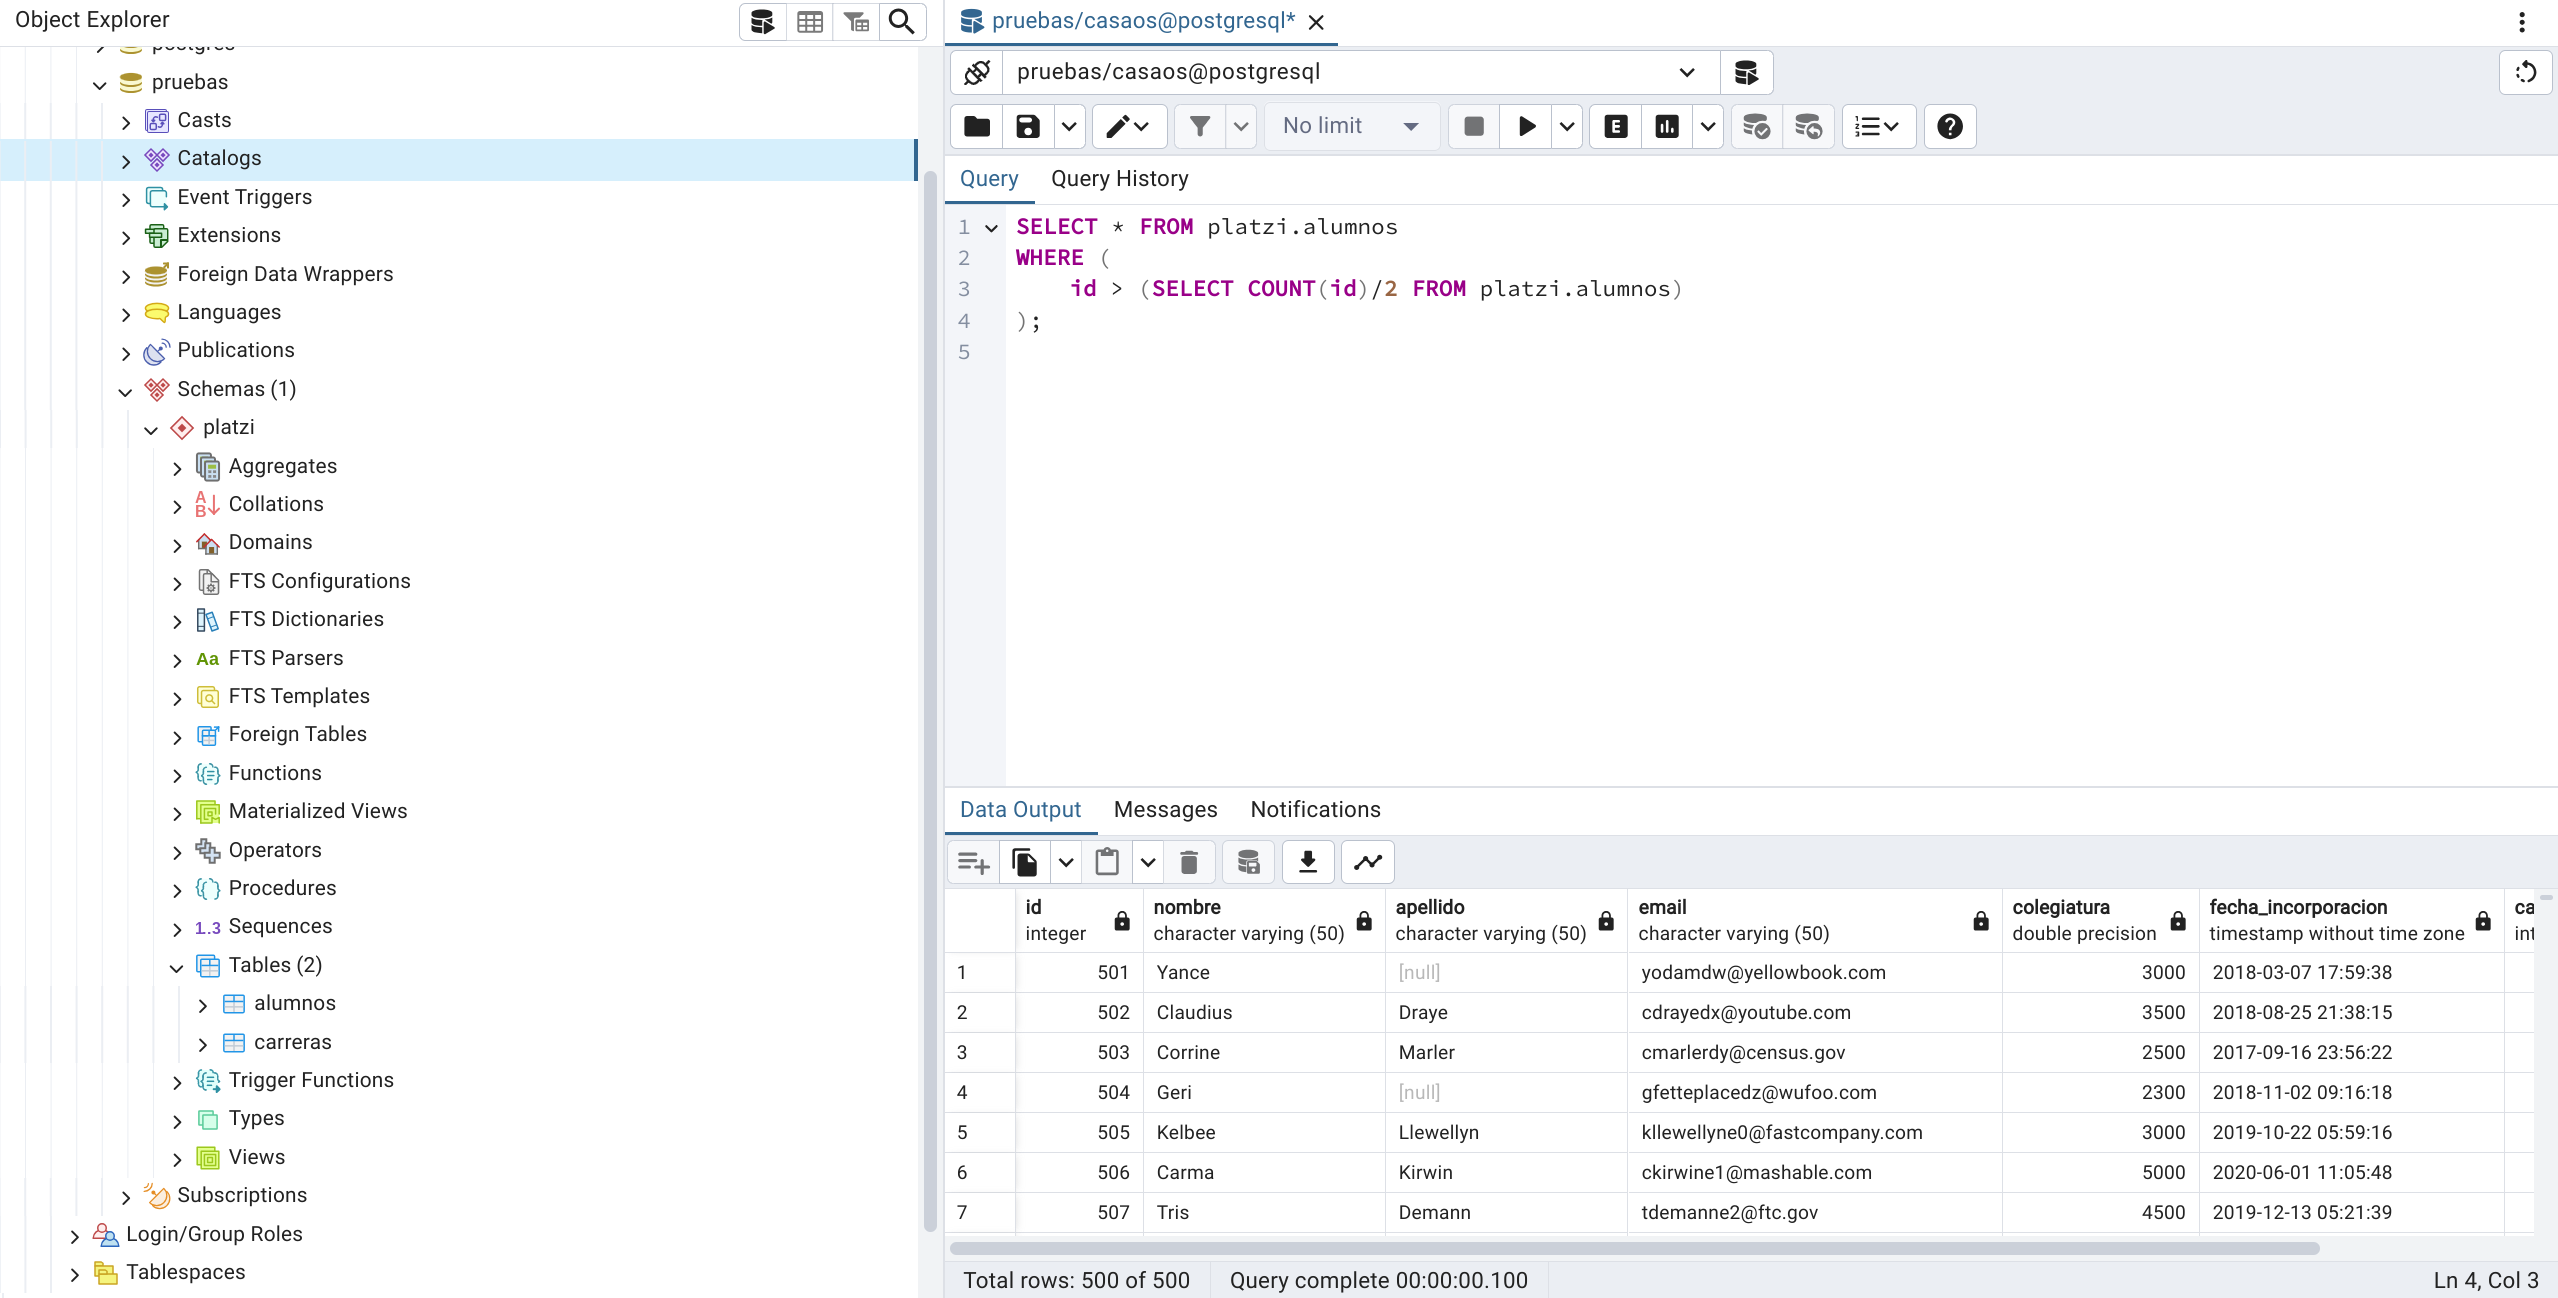 Object Explorer
postgres
pruebas
Casts
Catalogs
Event Triggers
Extensions
Foreign Data Wrappers
Languages
Publications
Schemas (1)
platzi
Aggregates
Collations
Domains
FTS Configurations
FTS Dictionaries
Aa FTS Parsers
FTS Templates
Foreign Tables
Functions
Materialized Views
Operators
Procedures
1.3 Sequences
Tables (2)
alumnos
carreras
Trigger Functions
Types
Views
Subscriptions
Login/Group Roles
Tablespaces
pruebas/casaos@postgresql*
pruebas/casaos@postgresql
No limit
E
Query Query History
1 SELECT * FROM platzi.alumnos
2 WHERE (
3 id > (SELECT COUNT(id)/2 FROM platzi.alumnos)
4 );
5
Data Output Messages Notifications
id nombre apellido email colegiatura fecha_incorporacion ca
integer character varying (50) character varying (50) character varying (50) double precision timestamp without time zone int
1 501 Yance [null] yodamdw@yellowbook.com 3000 2018-03-07 17:59:38
2 502 Claudius Draye cdrayedx@youtube.com 3500 2018-08-25 21:38:15
3 503 Corrine Marler cmarlerdy@census.gov 2500 2017-09-16 23:56:22
4 504 Geri [null] gfetteplacedz@wufoo.com 2300 2018-11-02 09:16:18
5 505 Kelbee Llewellyn kllewellyne0@fastcompany.com 3000 2019-10-22 05:59:16
6 506 Carma Kirwin ckirwine1@mashable.com 5000 2020-06-01 11:05:48
7 507 Tris Demann tdemanne2@ftc.gov 4500 2019-12-13 05:21:39
Total rows: 500 of 500 Query complete 00:00:00.100 Ln 4, Col 3